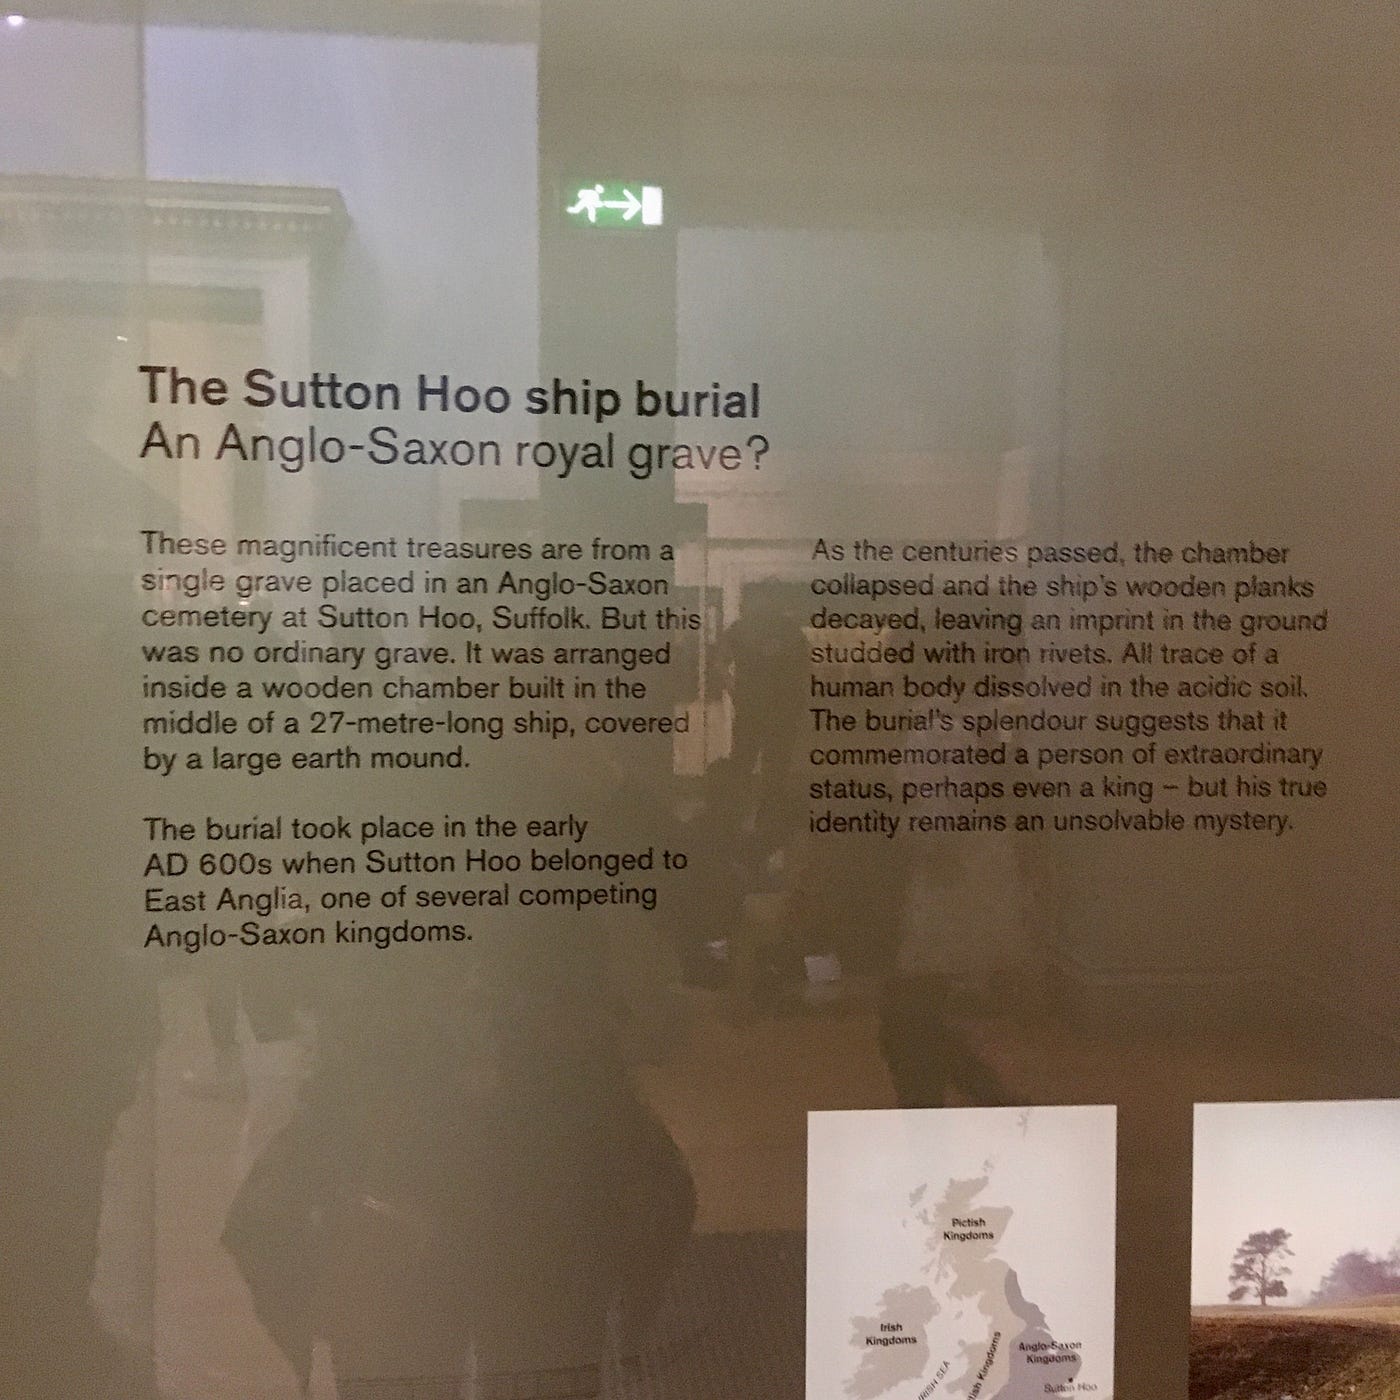 The Sutton Hoo ship burial
An Anglo-Saxon royal grave?
These magnificent treasures are from a
single grave placed in an Anglo-Saxon
cemetery at Sutton Hoo, Suffolk. But this
was no ordinary grave. It was arranged
inside a wooden chamber built in the
middle of a 27-metre-long ship, covered
by a large earth mound.
The burial took place in the early
AD 600s when Sutton Hoo belonged to
East Anglia, one of several competing
Anglo-Saxon kingdoms.
As the centuries passed, the chamber
collapsed and the ship's wooden planks
decayed, leaving an imprint in the ground
studded with iron rivets. All trace of a
human body dissolved in the acidic soil.
The burial's splendour suggests that it
commemorated a person of extraordinary
status, perhaps even a king – but his true
identity remains an unsolvable mystery.
Pictish
Kingdoms
Irish
Kingdoms
Anglo-Saxon
Kingdoms
Sutton Hoo
SEA
Kingdoms